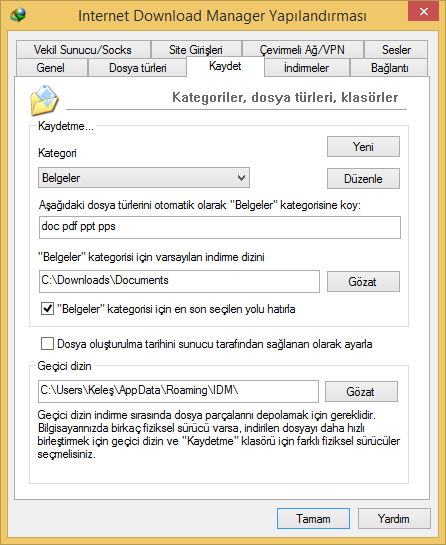 Internet Download Manager Yapılandırması
Vekil Sunucu/Socks Site Girişleri Çevirmeli Ağ/VPN Sesler
Genel Dosya türleri Kaydet İndirmeler Bağlantı
Kategoriler, dosya türleri, klasörler
Kaydetme...
Yeni
Kategori
Belgeler Düzenle
Aşağıdaki dosya türlerini otomatik olarak "Belgeler" kategorisine koy:
doc pdf ppt pps
"Belgeler" kategorisi için varsayılan indirme dizini
C:\Downloads\Documents Gözat
"Belgeler" kategorisi için en son seçilen yolu hatırla
Dosya oluşturulma tarihini sunucu tarafından sağlanan olarak ayarla
Geçici dizin
C:\Users\Keleş\AppData\Roaming\IDM\ Gözat
Geçici dizin indirme sırasında dosya parçalarını depolamak için gereklidir.
Bilgisayarınızda birkaç fiziksel sürücü varsa, indirilen dosyayı daha hızlı
birleştirmek için geçici dizin ve "Kaydetme" klasörü için farklı fiziksel sürücüler
seçmelisiniz.
Tamam Yardım